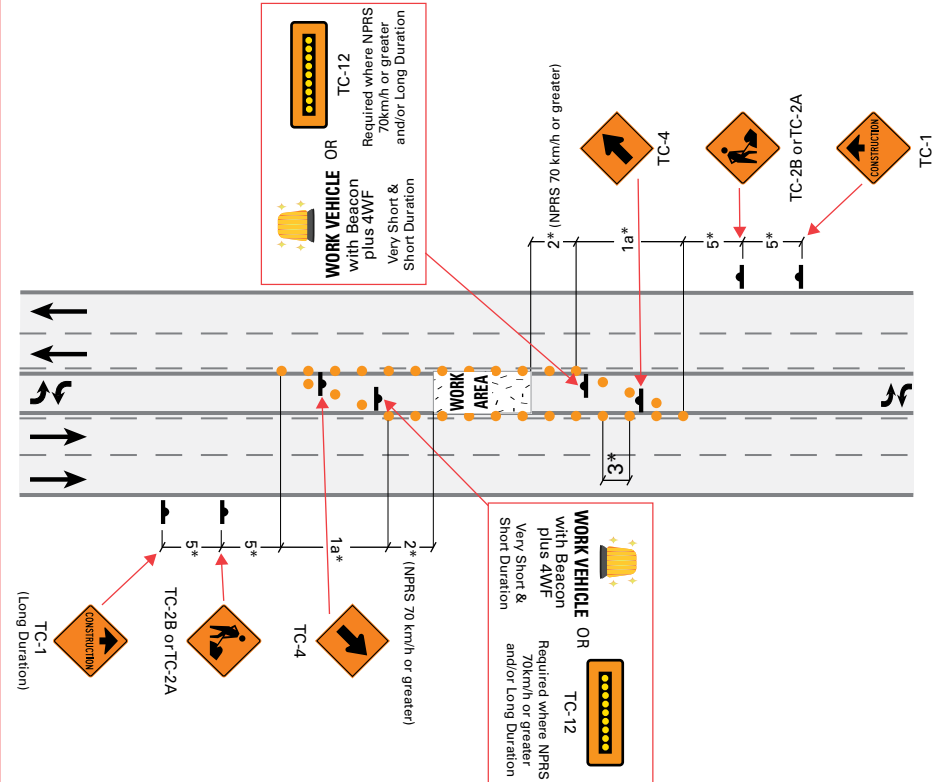 TC-12
Required where NPRS
70km/h or greater
and/or Long Duration
WORK VEHICLE OR
with Beacon
plus 4WF
Very Short &
Short Duration
2* (NPRS 70 km/h or greater)
1a*
5*
5*
TC-4
TC-2B or TC-2A
CONSTRUCTION
TC-1
WORK
AREA
3*
5*
5*
1a*
2* (NPRS 70 km/h or greater)
CONSTRUCTION
TC-1
(Long Duration)
TC-2B or TC-2A
TC-4
WORK VEHICLE OR
with Beacon
plus 4WF
Very Short &
Short Duration
TC-12
Required where NPRS
70km/h or greater
and/or Long Duration